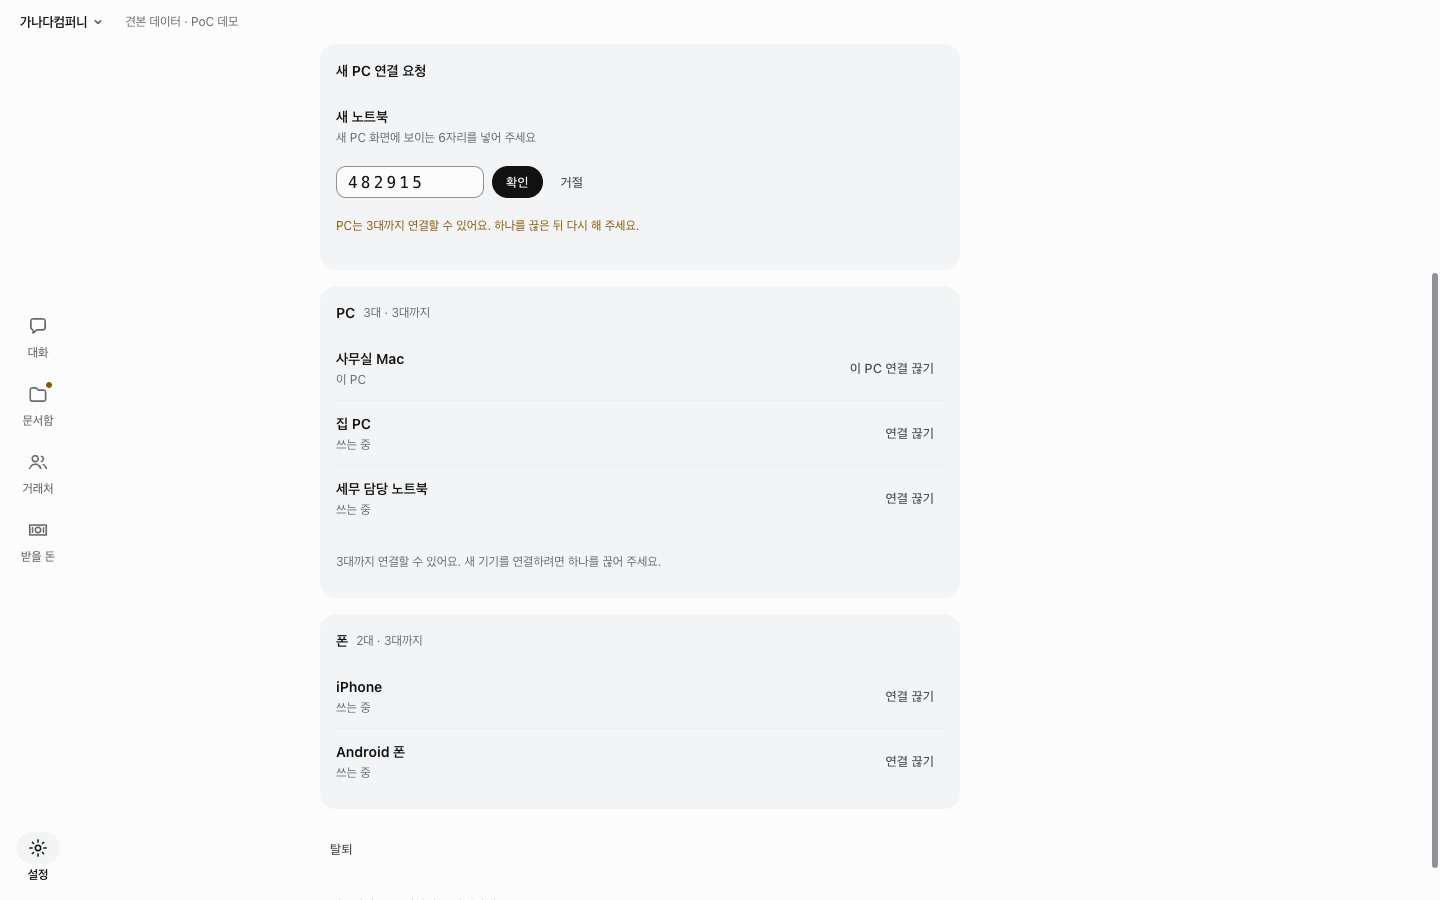 가나다컴퍼니
견본 데이터 · PoC 데모
새 PC 연결 요청
새 노트북
새 PC 화면에 보이는 6자리를 넣어 주세요
482915
확인
거절
PC는 3대까지 연결할 수 있어요. 하나를 끊은 뒤 다시 해 주세요.
PC 3대 · 3대까지
사무실 Mac
이 PC
이 PC 연결 끊기
집 PC
쓰는 중
연결 끊기
세무 담당 노트북
쓰는 중
연결 끊기
3대까지 연결할 수 있어요. 새 기기를 연결하려면 하나를 끊어 주세요.
폰 2대 · 3대까지
iPhone
쓰는 중
연결 끊기
Android 폰
쓰는 중
연결 끊기
탈퇴
대화
문서함
거래처
받을 돈
설정